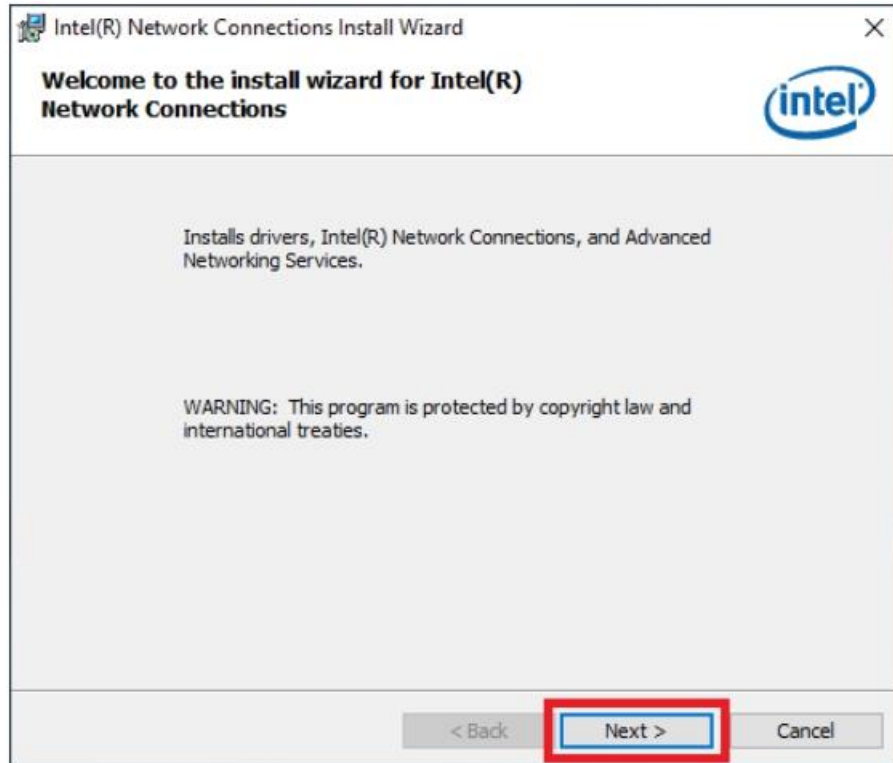 Intel(R) Network Connections Install Wizard
Welcome to the install wizard for Intel(R)
Network Connections
intel
Installs drivers, Intel(R) Network Connections, and Advanced
Networking Services.
WARNING:  This program is protected by copyright law and
international treaties.
< Back
Next >
Cancel